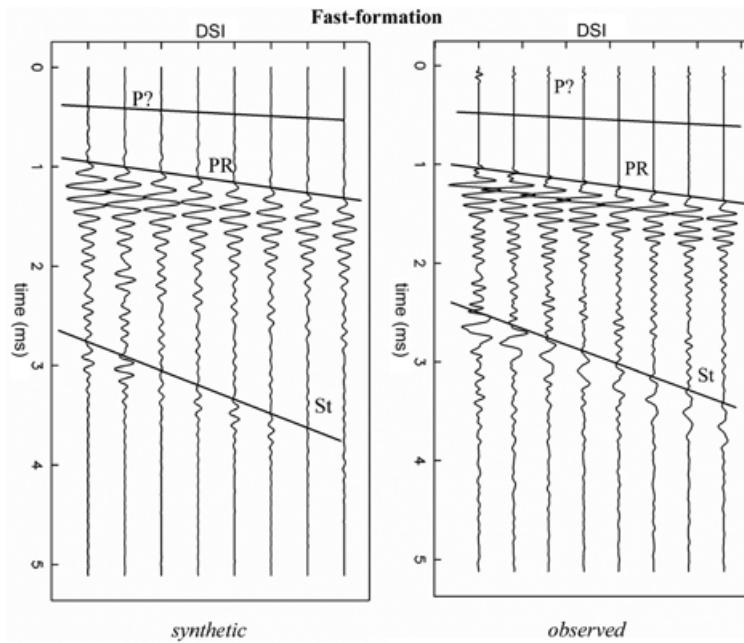 Fast-formation
DSI
0
1
2
3
4
5
time (ms)
P?
PR
St
synthetic
DSI
0
1
2
3
4
5
time (ms)
P?
PR
St
observed